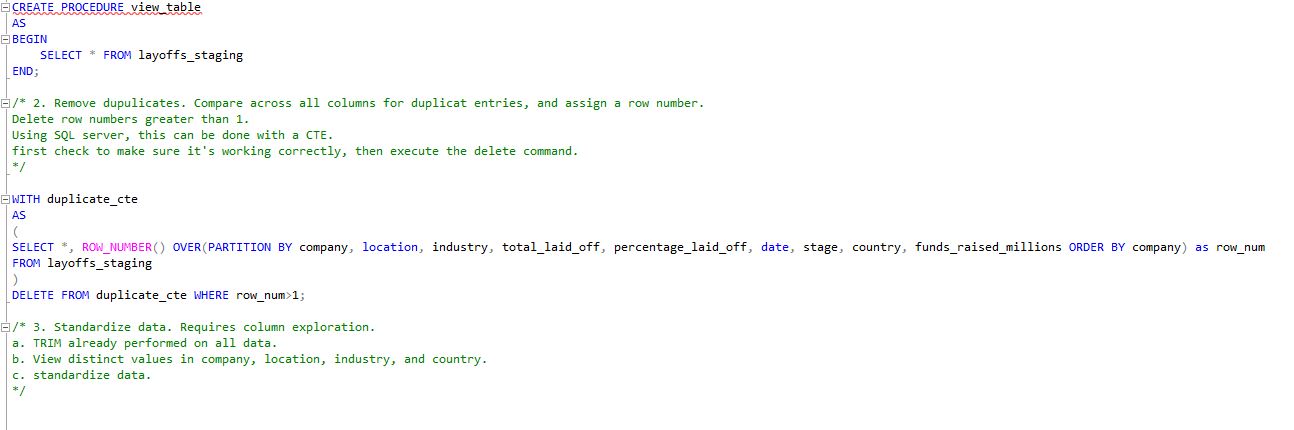 CREATE PROCEDURE view_table
AS
BEGIN
SELECT * FROM layoffs_staging
END;
/* 2. Remove dupulicates. Compare across all columns for duplicat entries, and assign a row number.
Delete row numbers greater than 1.
Using SQL server, this can be done with a CTE.
first check to make sure it's working correctly, then execute the delete command.
*/
WITH duplicate_cte
AS
(
SELECT *, ROW_NUMBER() OVER(PARTITION BY company, location, industry, total_laid_off, percentage_laid_off, date, stage, country, funds_raised_millions ORDER BY company) as row_num
FROM layoffs_staging
)
DELETE FROM duplicate_cte WHERE row_num>1;
/* 3. Standardize data. Requires column exploration.
a. TRIM already performed on all data.
b. View distinct values in company, location, industry, and country.
c. standardize data.
*/